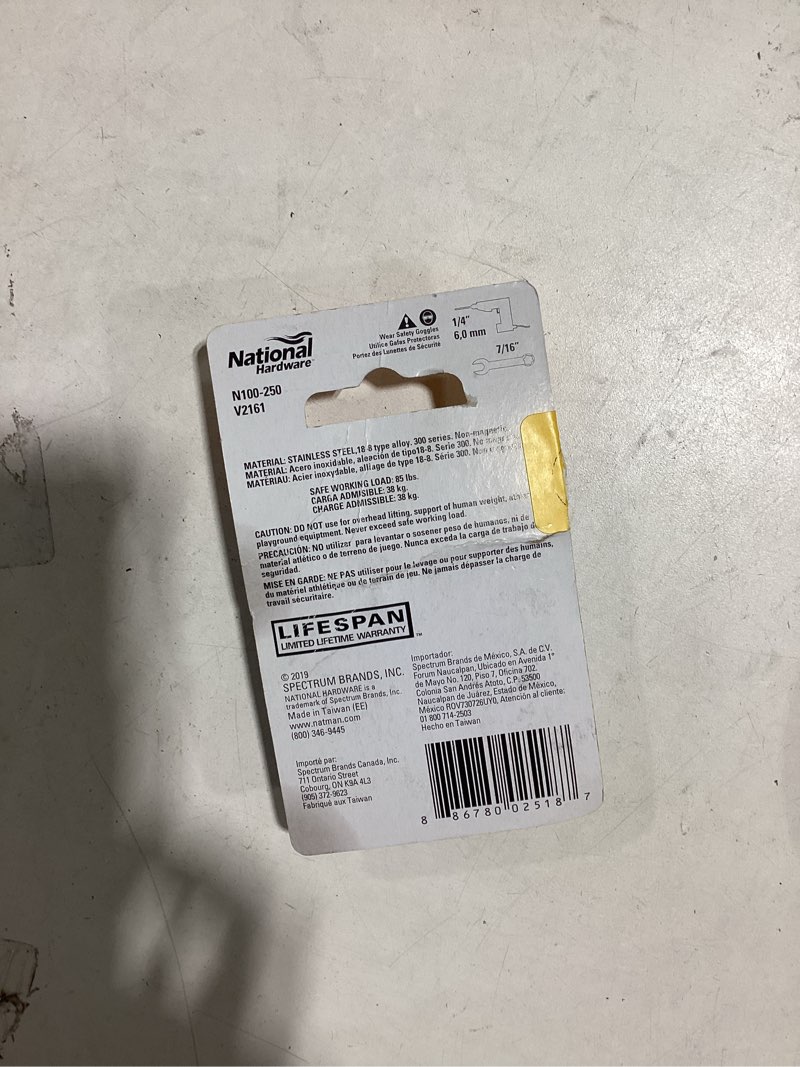 National
Hardware™
N100-250
V2161
Wear Safety Goggles
Utilice Gafas Protectoras
Portez des Lunettes de Sécurité
1/4"
6,0 mm
7/16"
MATERIAL: STAINLESS STEEL,18-8 type alloy. 300 series. Non-magnetic.
MATERIAL: Acero inoxidable, aleación de tipo18-8. Serie 300. No
MATÉRIAU: Acier inoxydable, alliage de type 18-8. Série 300. Non
SAFE WORKING LOAD: 85 lbs.
CARGA ADMISIBLE: 38 kg.
CHARGE ADMISSIBLE: 38 kg.
CAUTION: DO NOT use for overhead lifting, support of human weight,
playground equiptment. Never exceed safe working load.
PRECAUCIÓN: NO utilizer para levantar o sosener peso de humanos, ni de
material atlético o de terreno de juego. Nunca exceda la carga de trabajo
seguridad.
MISE EN GARDE: NE PAS utiliser pour le levage ou pour supporter des humains,
du matériel athlétique ou de terrain de jeu. Ne jamais dépasser la charge de
travail sécuritaire.
LIFESPAN
LIMITED LIFETIME WARRANTY™
© 2019
SPECTRUM BRANDS, INC.
NATIONAL HARDWARE is a
trademark of Spectrum Brands, Inc.
Made in Taiwan (EE)
www.natman.com
(800) 346-9445
Importé par:
Spectrum Brands Canada, Inc.
711 Ontario Street
Cobourg, ON K9A 4L3
(905) 372-9623
Fabriqué aux Taiwan
Importador:
Spectrum Brands de México, S.A. de C.V.
Forum Naucalpan, Ubicado en Avenida 1°
de Mayo No. 120, Piso 7, Oficina 702.
Colonia San Andrés Atoto, C.P. 53500
Naucalpan de Juárez, Estado de México,
México ROV730726UY0, Atención al cliente:
01 800 714-2503
Hecho en Taiwan
8 86780 02518 7